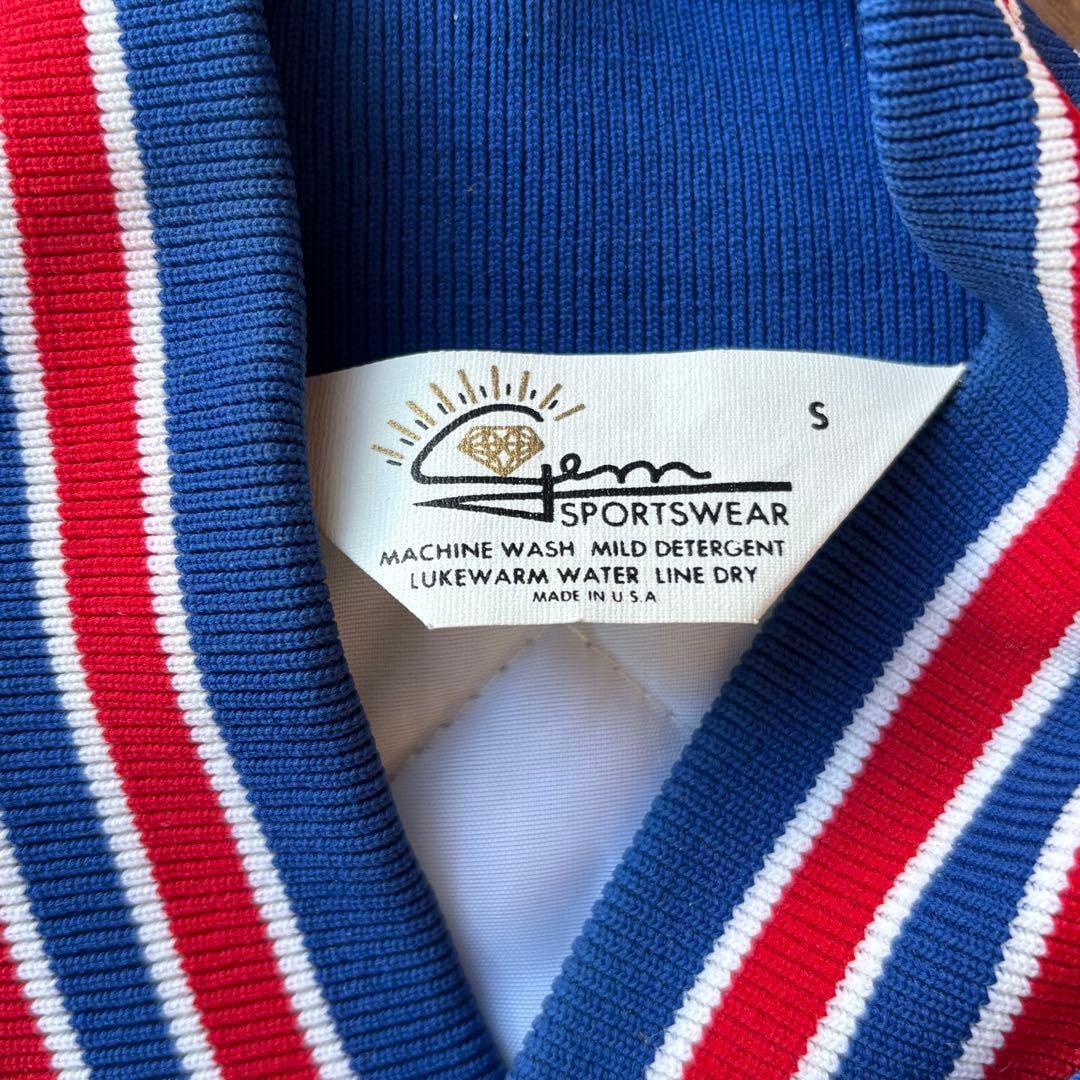 S
Gem
SPORTSWEAR
MACHINE WASH MILD DETERGENT
LUKEWARM WATER LINE DRY
MADE IN U.S.A.